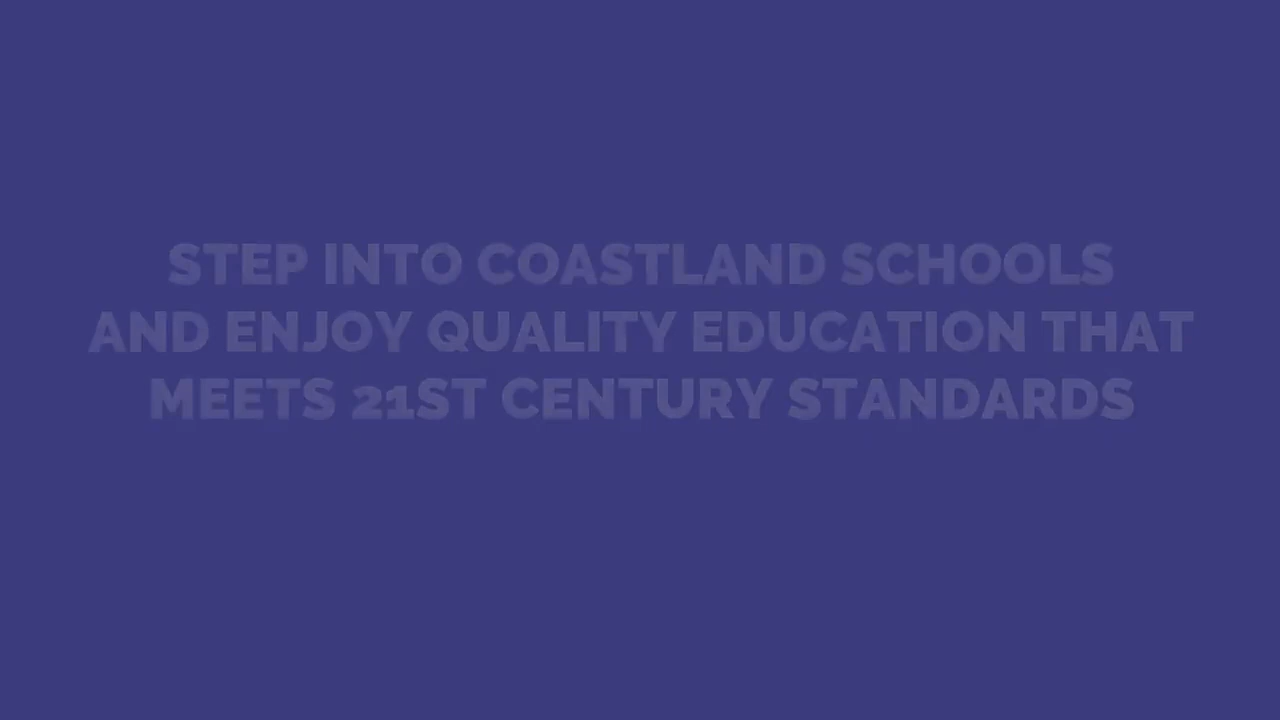 STEP INTO COASTLAND SCHOOLS
AND ENJOY QUALITY EDUCATION THAT
MEETS 21ST CENTURY STANDARDS